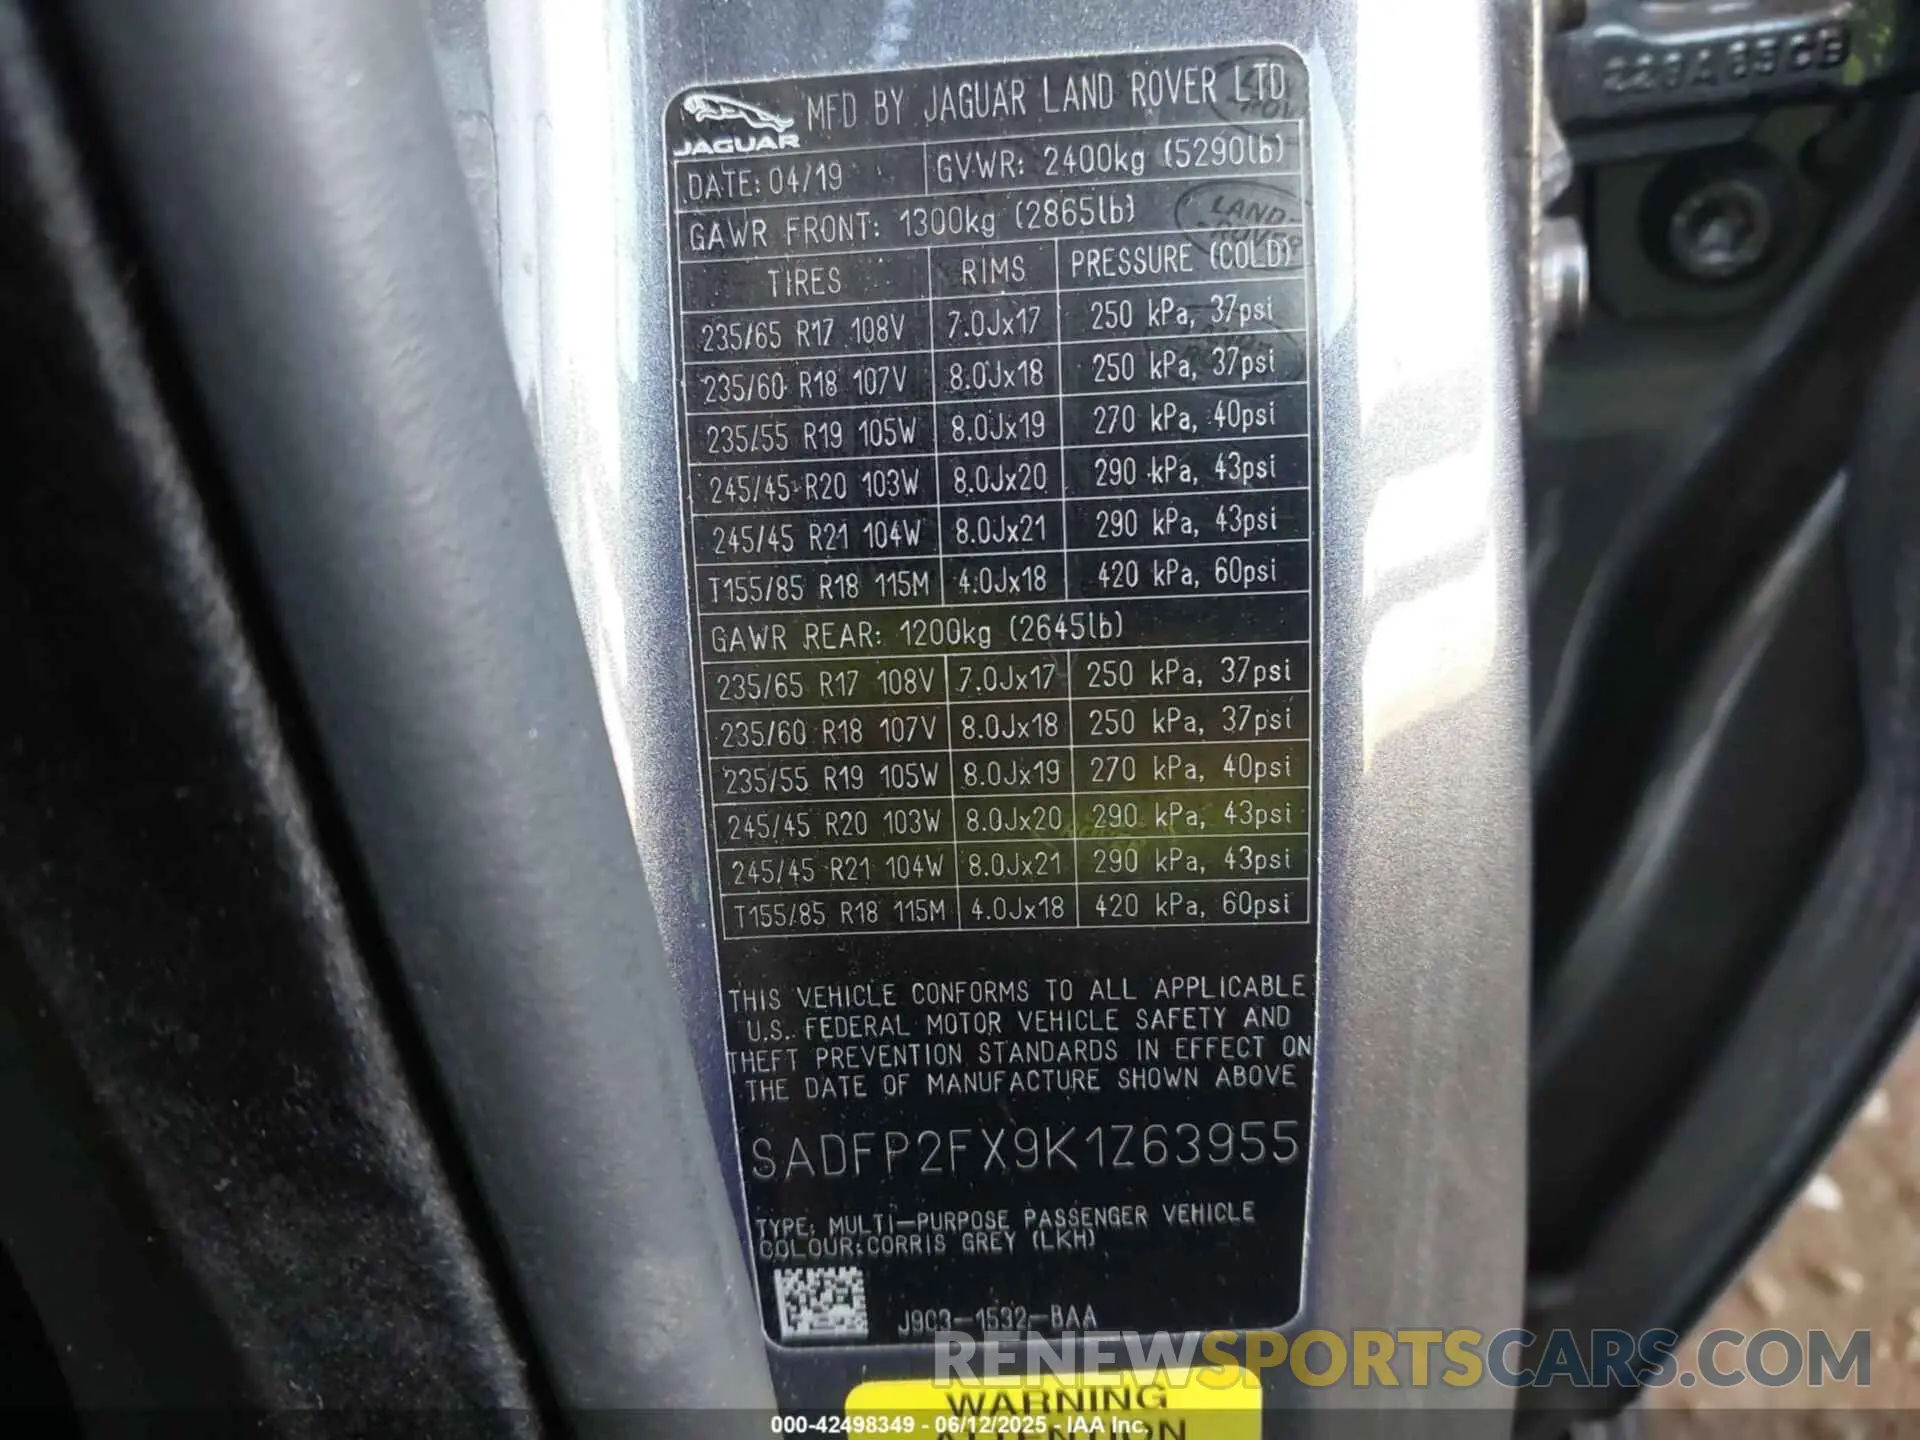 223A85CB
JAGUAR
MFD BY JAGUAR LAND ROVER LTD
DATE: 04/19 GVWR: 2400kg (5290lb)
GAWR FRONT: 1300kg (2865lb)
LAND-
-ROVER
TIRES RIMS PRESSURE (COLD)
235/65 R17 108V 7.0Jx17 250 kPa, 37psi
235/60 R18 107V 8.0Jx18 250 kPa, 37psi
235/55 R19 105W 8.0Jx19 270 kPa, 40psi
245/45 R20 103W 8.0Jx20 290 kPa, 43psi
245/45 R21 104W 8.0Jx21 290 kPa, 43psi
T155/85 R18 115M 4.0Jx18 420 kPa, 60psi
GAWR REAR: 1200kg (2645lb)
235/65 R17 108V 7.0Jx17 250 kPa, 37psi
235/60 R18 107V 8.0Jx18 250 kPa, 37psi
235/55 R19 105W 8.0Jx19 270 kPa, 40psi
245/45 R20 103W 8.0Jx20 290 kPa, 43psi
245/45 R21 104W 8.0Jx21 290 kPa, 43psi
T155/85 R18 115M 4.0Jx18 420 kPa, 60psi
THIS VEHICLE CONFORMS TO ALL APPLICABLE
U.S. FEDERAL MOTOR VEHICLE SAFETY AND
THEFT PREVENTION STANDARDS IN EFFECT ON
THE DATE OF MANUFACTURE SHOWN ABOVE
SADFP2FX9K1Z63955
TYPE: MULTI-PURPOSE PASSENGER VEHICLE
COLOUR:CORRIS GREY (LKH)
J9C3-1532-BAA
RENEWSPORTSCARS.COM
WARNING
ATTENTION
000-42498349 - 06/12/2025 - IAA Inc.